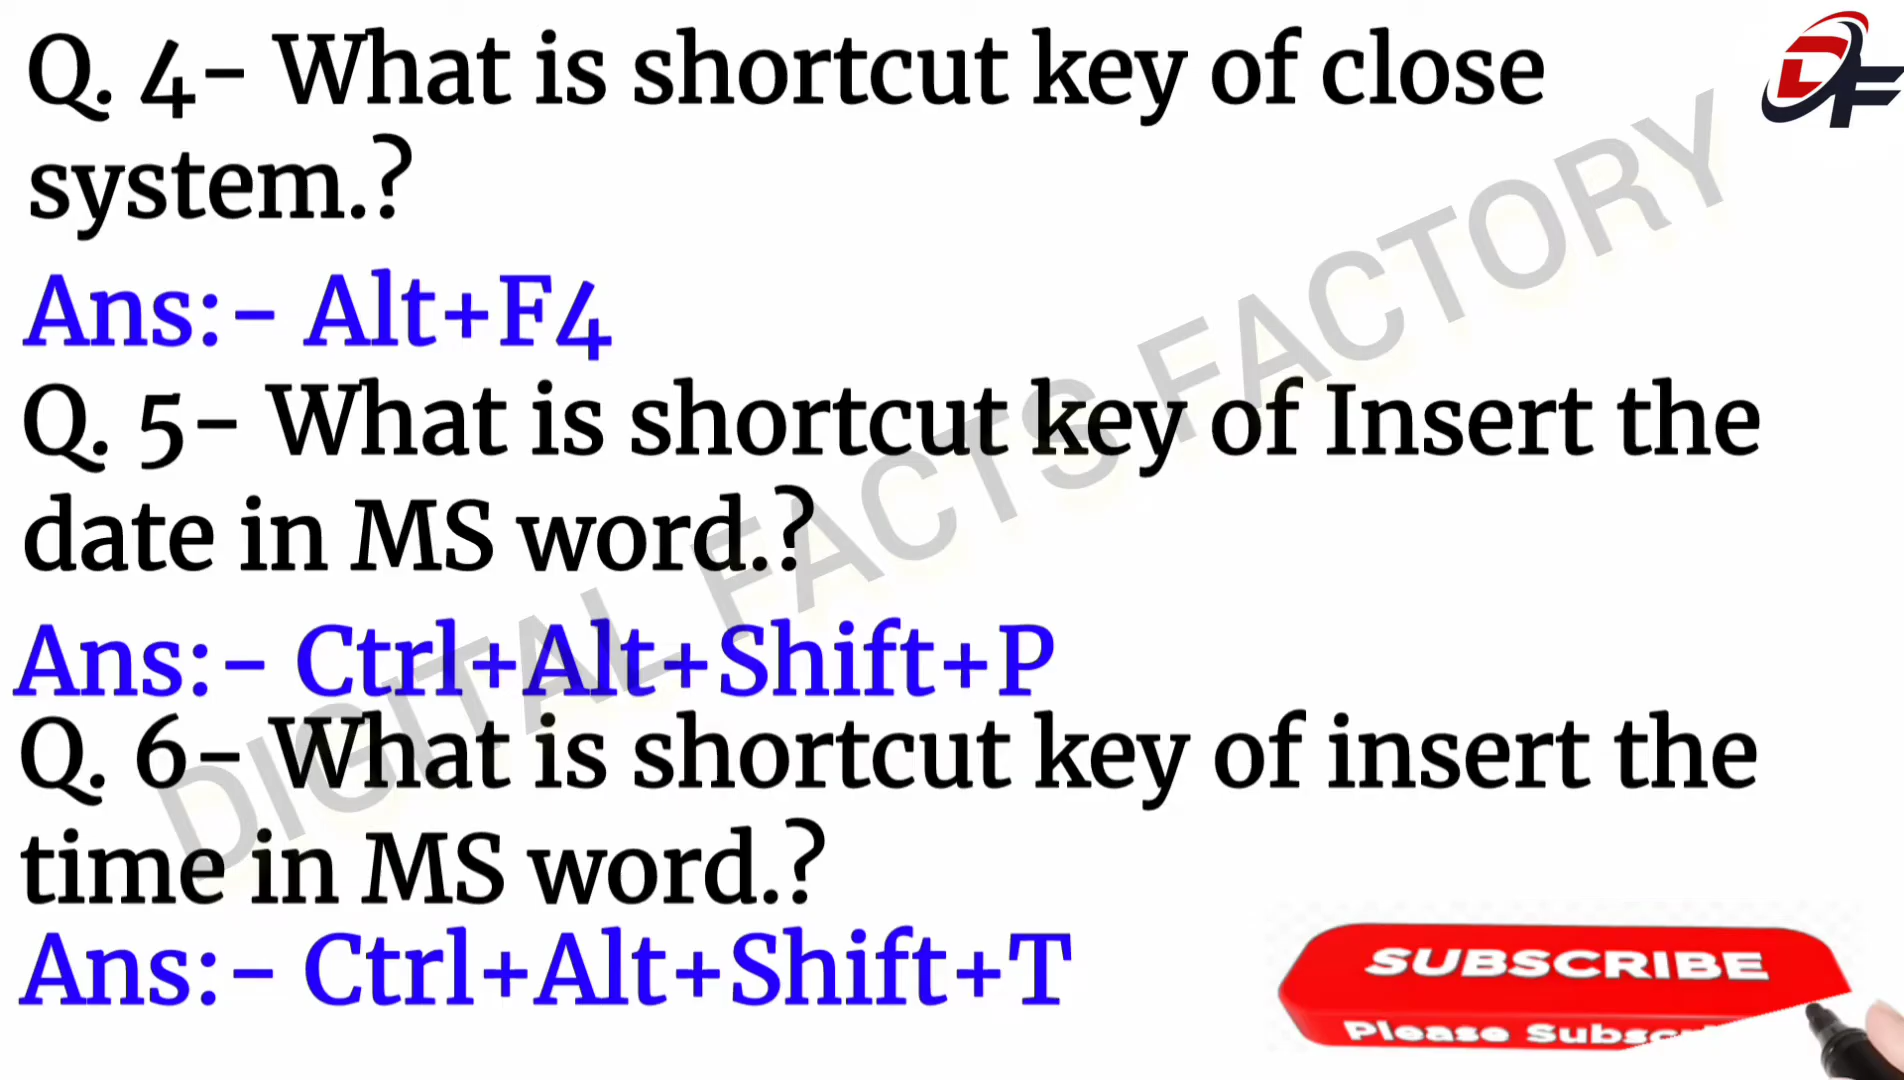 Q. 4- What is shortcut key of close
system.?
Ans:- Alt+F4
Q. 5- What is shortcut key of Insert the
date in MS word.?
Ans:- Ctrl+Alt+Shift+P
Q. 6- What is shortcut key of insert the
time in MS word.?
Ans:- Ctrl+Alt+Shift+T
DIGITAL FACTS FACTORY
DF
SUBSCRIBE
Please